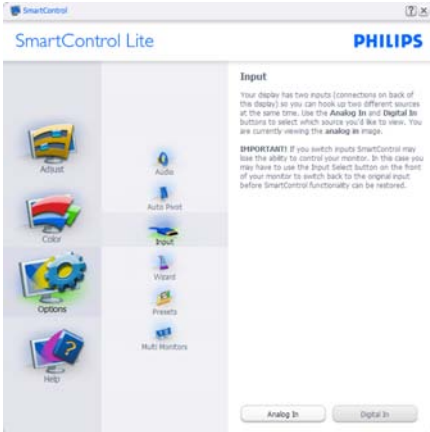 SmartControl
SmartControl Lite
PHILIPS
Adjust
Color
Options
Help
Audio
Auto Pivot
Input
Wizard
Presets
Multi Monitors
Input
Your display has two inputs (connections on back of
the display) so you can hook up two different sources
at the same time. Use the Analog In and Digital In
buttons to select which source you'd like to view. You
are currently viewing the analog in image.
IMPORTANT! If you switch inputs SmartControl may
lose the ability to control your monitor. In this case you
may have to use the Input Select button on the front
of your monitor to switch back to the original input
before SmartControl functionality can be restored.
Analog In
Digital In